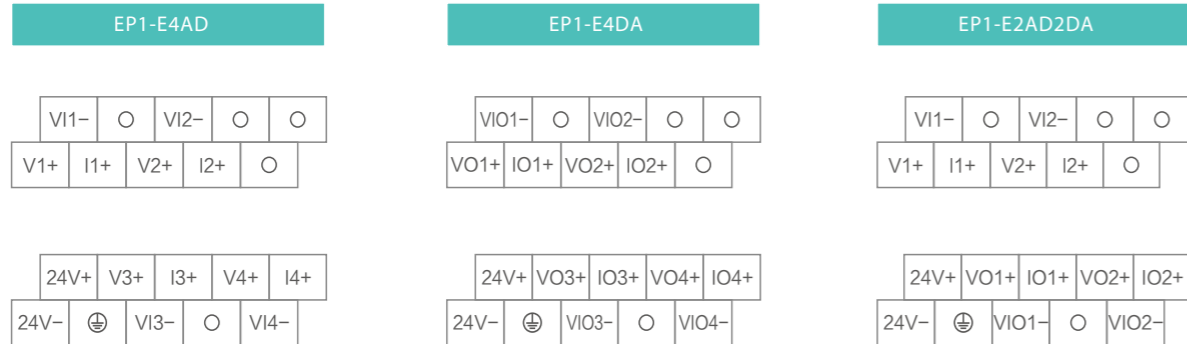 EP1-E4AD
VI1− ○ VI2− ○ ○
V1+ I1+ V2+ I2+ ○
24V+ V3+ I3+ V4+ I4+
24V− VI3− ○ VI4−
EP1-E4DA
VIO1− ○ VIO2− ○ ○
VO1+ IO1+ VO2+ IO2+ ○
24V+ VO3+ IO3+ VO4+ IO4+
24V− VIO3− ○ VIO4−
EP1-E2AD2DA
VI1− ○ VI2− ○ ○
V1+ I1+ V2+ I2+ ○
24V+ VO1+ IO1+ VO2+ IO2+
24V− VIO1− ○ VIO2−